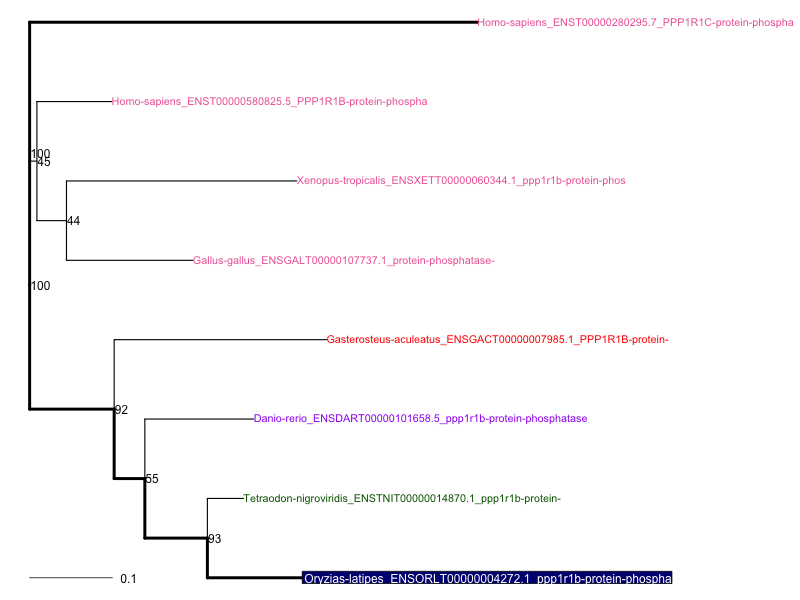 Homo-sapiens_ENST00000280295.7_PPP1R1C-protein-phospha
Homo-sapiens_ENST00000580825.5_PPP1R1B-protein-phospha
100
45
Xenopus-tropicalis_ENSXETT00000060344.1_ppp1r1b-protein-phos
44
Gallus-gallus_ENSGALT00000107737.1_protein-phosphatase-
100
Gasterosteus-aculeatus_ENSGACT00000007985.1_PPP1R1B-protein-
92
Danio-rerio_ENSDART00000101658.5_ppp1r1b-protein-phosphatase
55
Tetraodon-nigroviridis_ENSTNIT00000014870.1_ppp1r1b-protein-
93
Oryzias-latipes_ENSORLT00000004272.1_ppp1r1b-protein-phospha
0.1